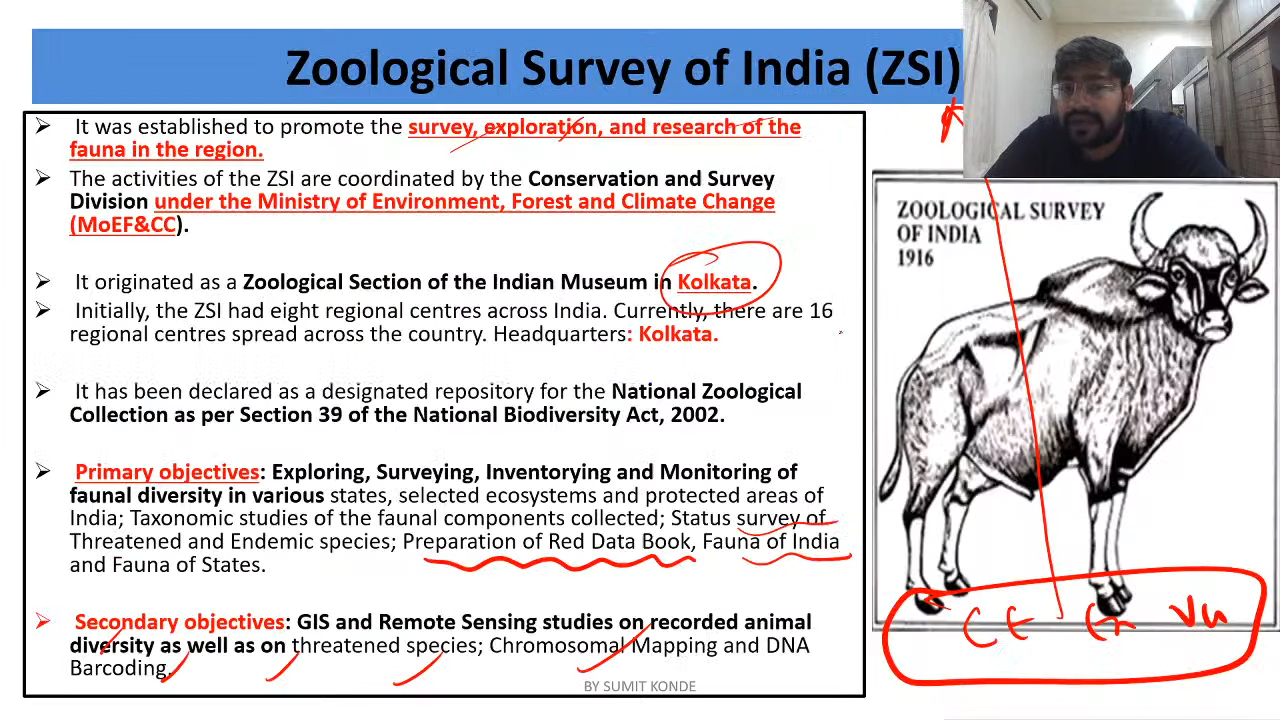 Zoological Survey of India (ZSI)
➢ It was established to promote the survey, exploration, and research of the
fauna in the region.
➢ The activities of the ZSI are coordinated by the Conservation and Survey
Division under the Ministry of Environment, Forest and Climate Change
(MoEF&CC).
➢ It originated as a Zoological Section of the Indian Museum in Kolkata.
➢ Initially, the ZSI had eight regional centres across India. Currently, there are 16
regional centres spread across the country. Headquarters: Kolkata.
➢ It has been declared as a designated repository for the National Zoological
Collection as per Section 39 of the National Biodiversity Act, 2002.
➢ Primary objectives: Exploring, Surveying, Inventorying and Monitoring of
faunal diversity in various states, selected ecosystems and protected areas of
India; Taxonomic studies of the faunal components collected; Status survey of
Threatened and Endemic species; Preparation of Red Data Book, Fauna of India
and Fauna of States.
➢ Secondary objectives: GIS and Remote Sensing studies on recorded animal
diversity as well as on threatened species; Chromosomal Mapping and DNA
Barcoding.
BY SUMIT KONDE
ZOOLOGICAL SURVEY
OF INDIA
1916
Vu